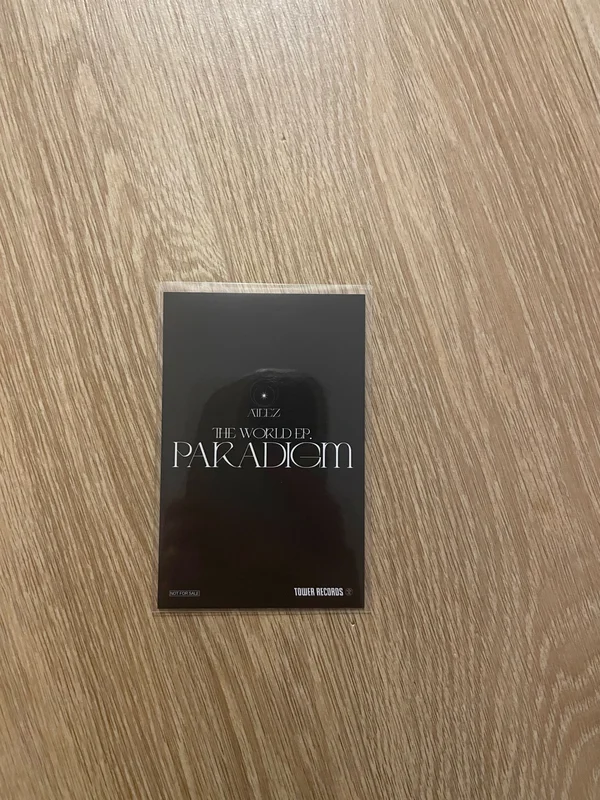 ATEEZ
THE WORLD EP.
PARADIGM
NOT FOR SALE
TOWER RECORDS